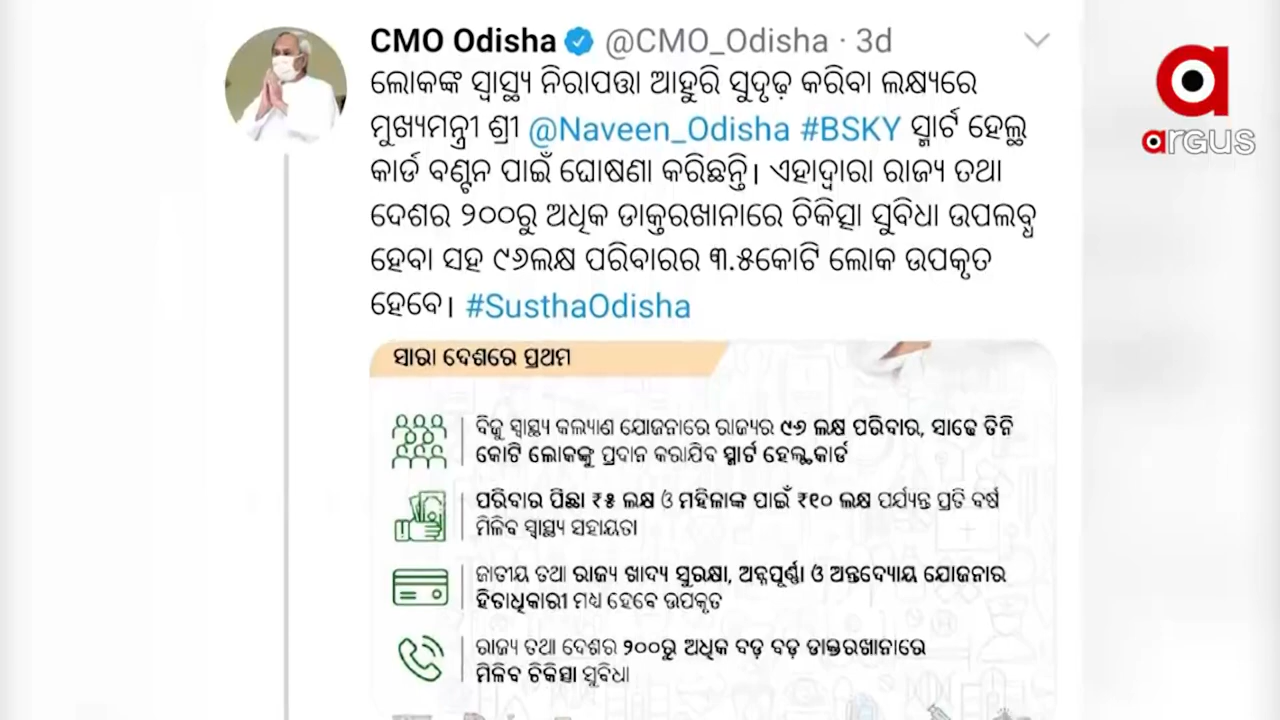 CMO Odisha @CMO_Odisha · 3d
ଲୋକଙ୍କ ସ୍ୱାସ୍ଥ୍ୟ ନିରାପତ୍ତା ଆହୁରି ସୁଦୃଢ଼ କରିବା ଲକ୍ଷ୍ୟରେ
ମୁଖ୍ୟମନ୍ତ୍ରୀ ଶ୍ରୀ @Naveen_Odisha #BSKY ସ୍ମାର୍ଟ ହେଲ୍ଥ
କାର୍ଡ ବଣ୍ଟନ ପାଇଁ ଘୋଷଣା କରିଛନ୍ତି। ଏହାଦ୍ୱାରା ରାଜ୍ୟ ତଥା
ଦେଶର ୨୦୦ରୁ ଅଧିକ ଡାକ୍ତରଖାନାରେ ଚିକିତ୍ସା ସୁବିଧା ଉପଲବ୍ଧ
ହେବା ସହ ୯୬ଲକ୍ଷ ପରିବାରର ୩.୫କୋଟି ଲୋକ ଉପକୃତ
ହେବେ। #SusthaOdisha
ସାରା ଦେଶରେ ପ୍ରଥମ
ବିଜୁ ସ୍ୱାସ୍ଥ୍ୟ କଲ୍ୟାଣ ଯୋଜନାରେ ରାଜ୍ୟର ୯୬ ଲକ୍ଷ ପରିବାର, ସାଢେ ତିନି
କୋଟି ଲୋକଙ୍କୁ ପ୍ରଦାନ କରାଯିବ ସ୍ମାର୍ଟ ହେଲ୍ଥ କାର୍ଡ
ପରିବାର ପିଛା ₹୫ ଲକ୍ଷ ଓ ମହିଳାଙ୍କ ପାଇଁ ₹୧୦ ଲକ୍ଷ ପର୍ଯ୍ୟନ୍ତ ପ୍ରତି ବର୍ଷ
ମିଳିବ ସ୍ୱାସ୍ଥ୍ୟ ସହାୟତା
ଜାତୀୟ ତଥା ରାଜ୍ୟ ଖାଦ୍ୟ ସୁରକ୍ଷା, ଅନ୍ନପୂର୍ଣ୍ଣା ଓ ଅନ୍ତଦ୍ୟୋୟ ଯୋଜନାର
ହିତାଧିକାରୀ ମଧ୍ୟ ହେବେ ଉପକୃତ
ରାଜ୍ୟ ତଥା ଦେଶର ୨୦୦ରୁ ଅଧିକ ବଡ଼ ବଡ଼ ଡାକ୍ତରଖାନାରେ
ମିଳିବ ଚିକିତ୍ସା ସୁବିଧା
argus